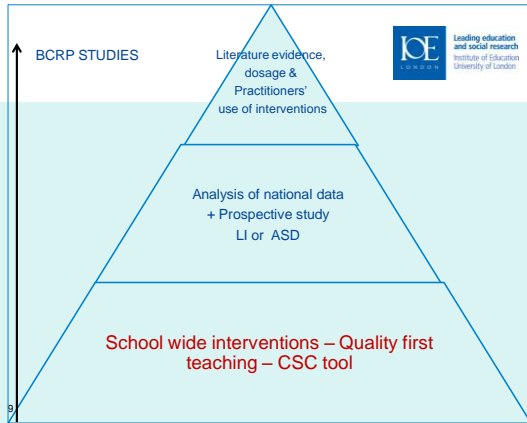 BCRP STUDIES
Literature evidence,
dosage &
Practitioners'
use of interventions
IOE
LONDON
Leading education
and social research
Institute of Education
University of London
Analysis of national data
+ Prospective study
LI or ASD
School wide interventions – Quality first
teaching – CSC tool
9